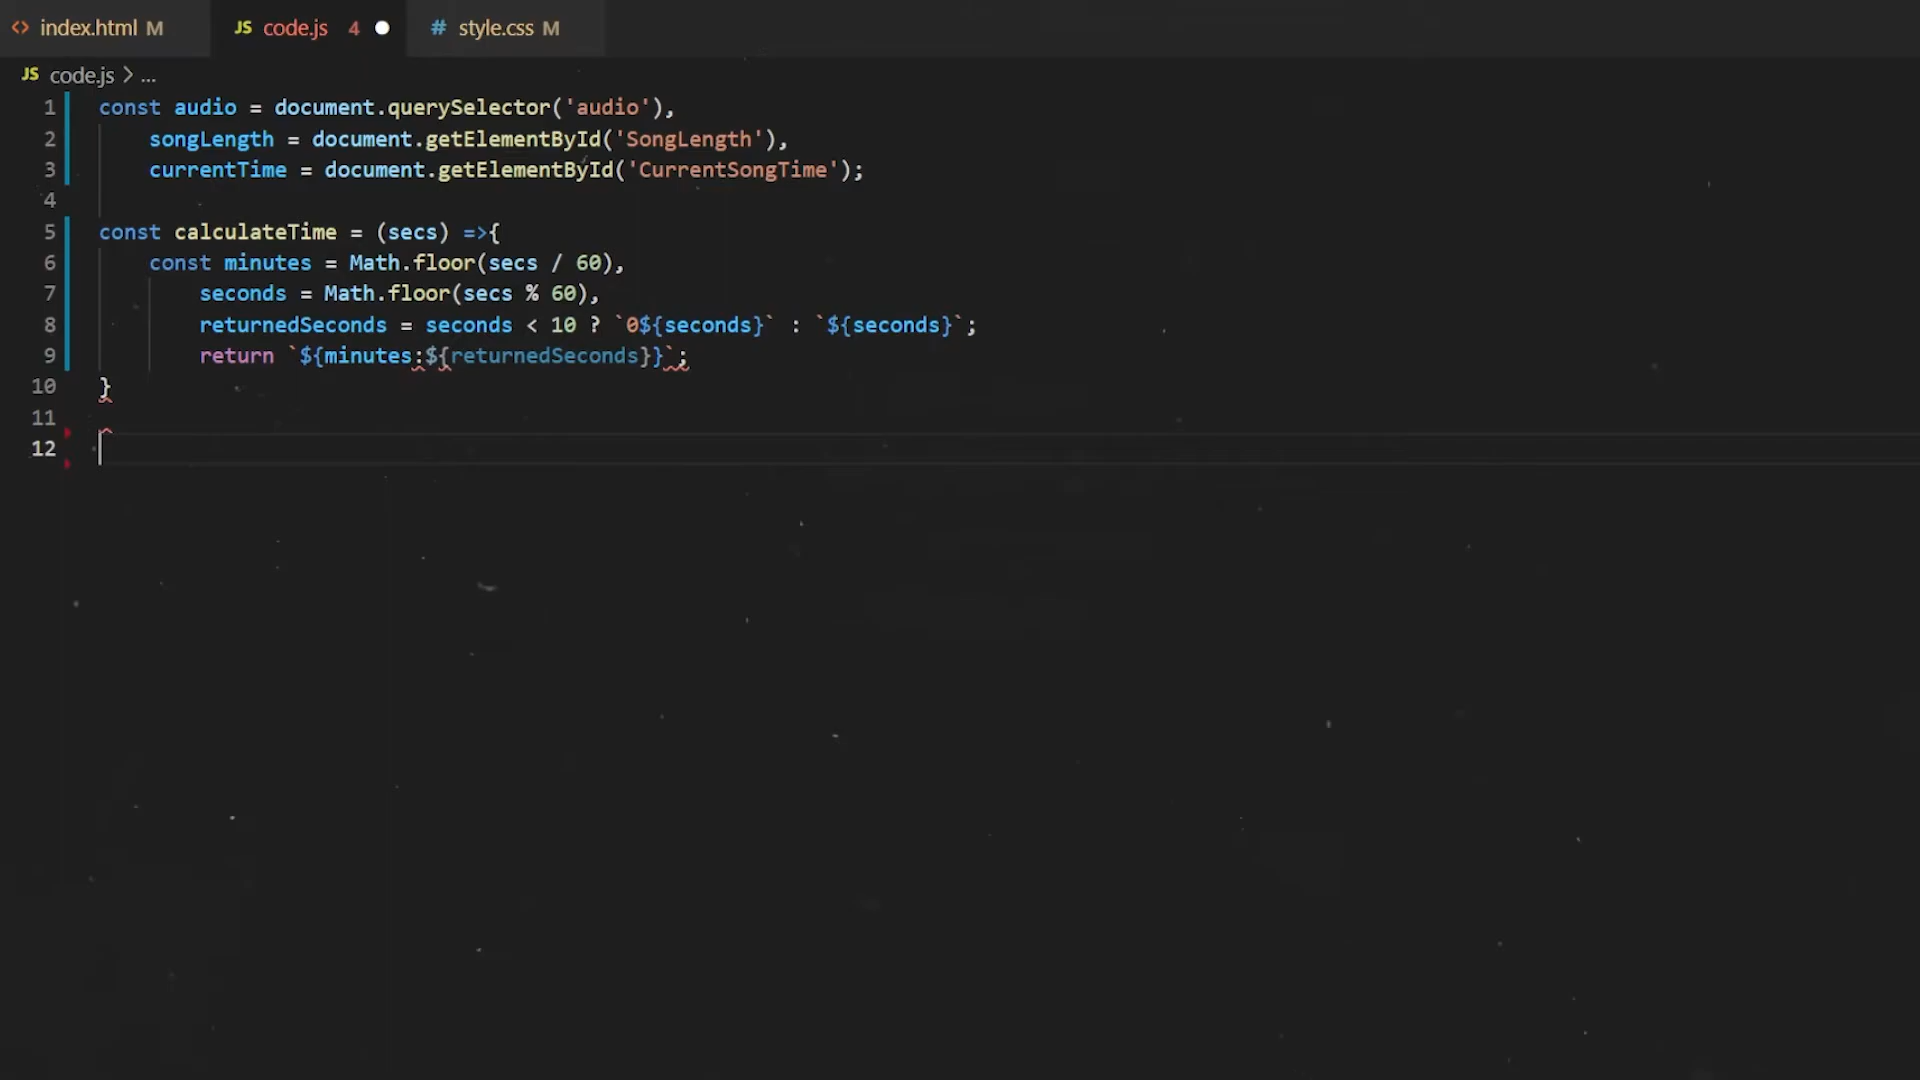 <> index.html M JS code.js 4 # style.css M
JS code.js > ...
1 const audio = document.querySelector('audio'),
2 songLength = document.getElementById('SongLength'),
3 currentTime = document.getElementById('CurrentSongTime');
4
5 const calculateTime = (secs) =>{
6 const minutes = Math.floor(secs / 60),
7 seconds = Math.floor(secs % 60),
8 returnedSeconds = seconds < 10 ? `0${seconds}` : `${seconds}`;
9 return `${minutes:${returnedSeconds}}`;
10 }
11
12